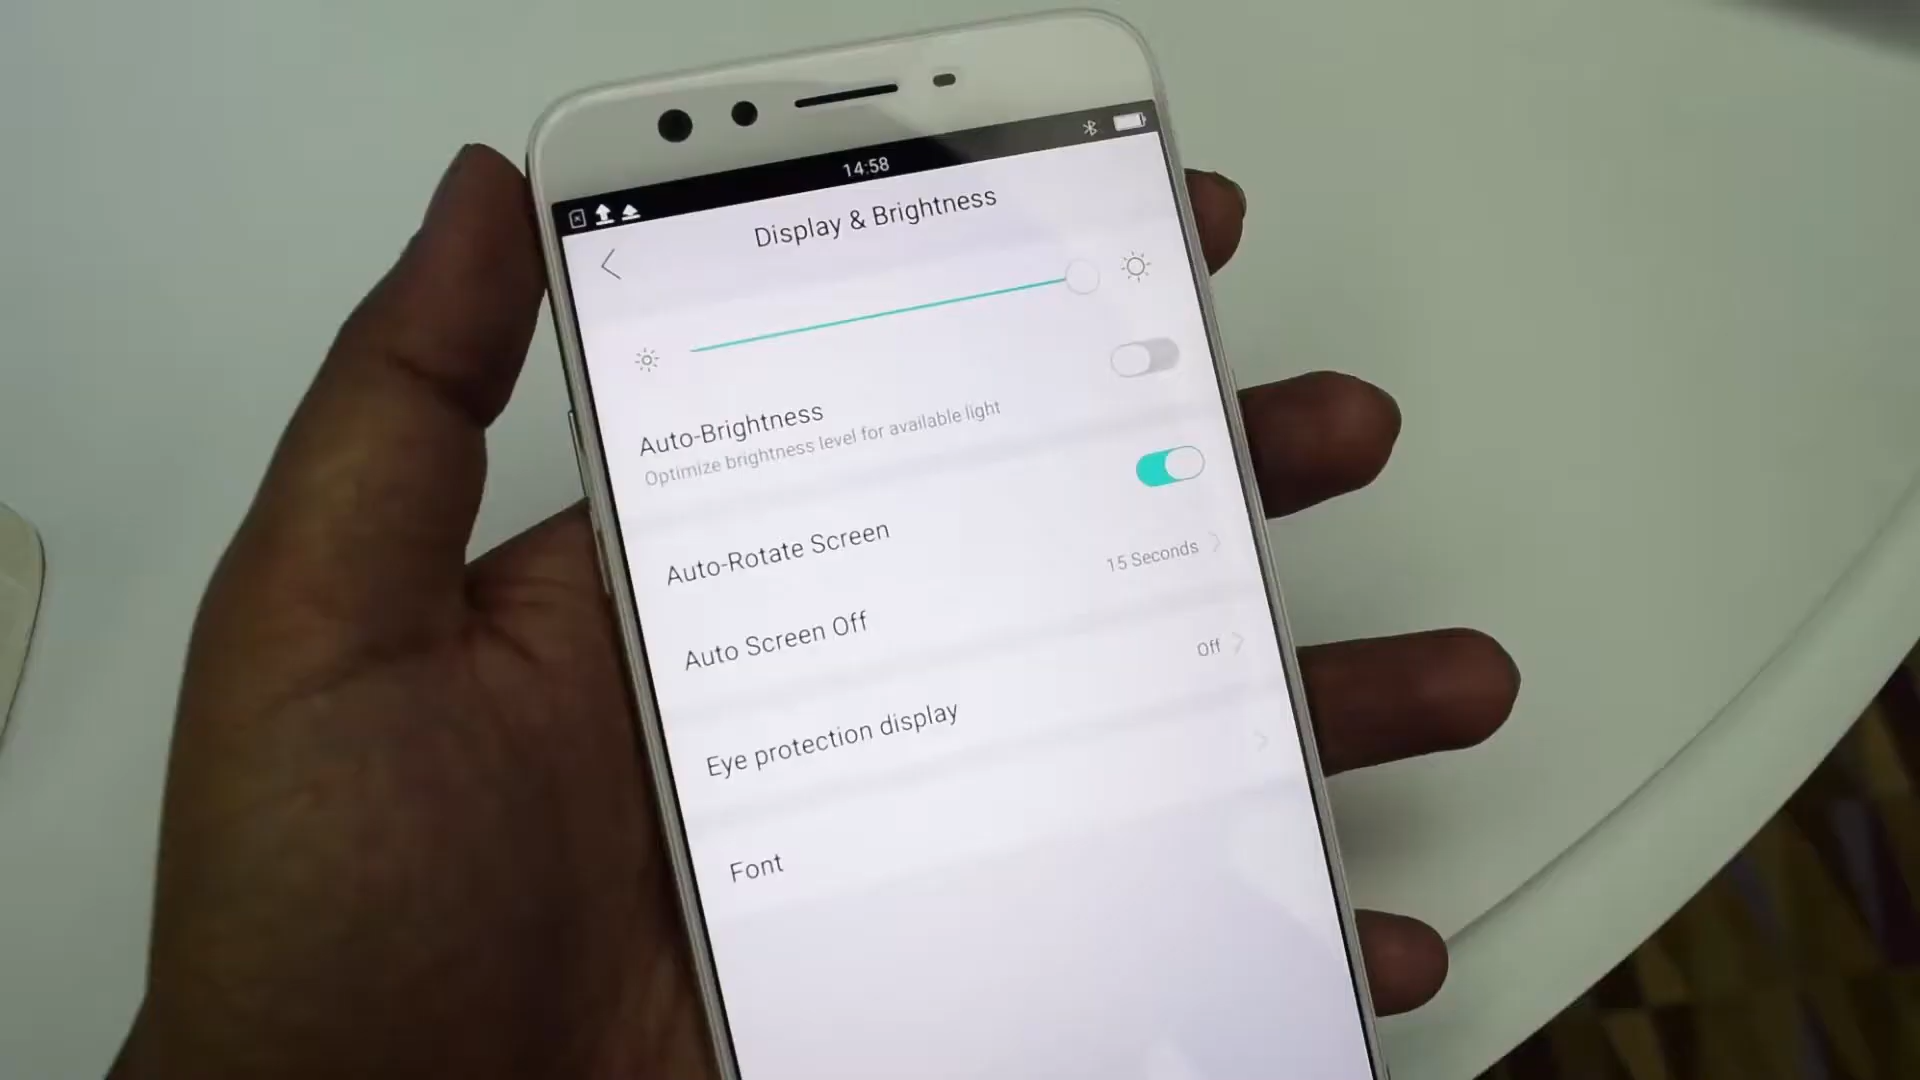 14:58
Display & Brightness
Auto-Brightness
Optimize brightness level for available light
Auto-Rotate Screen
Auto Screen Off
15 Seconds
Eye protection display
Off
Font